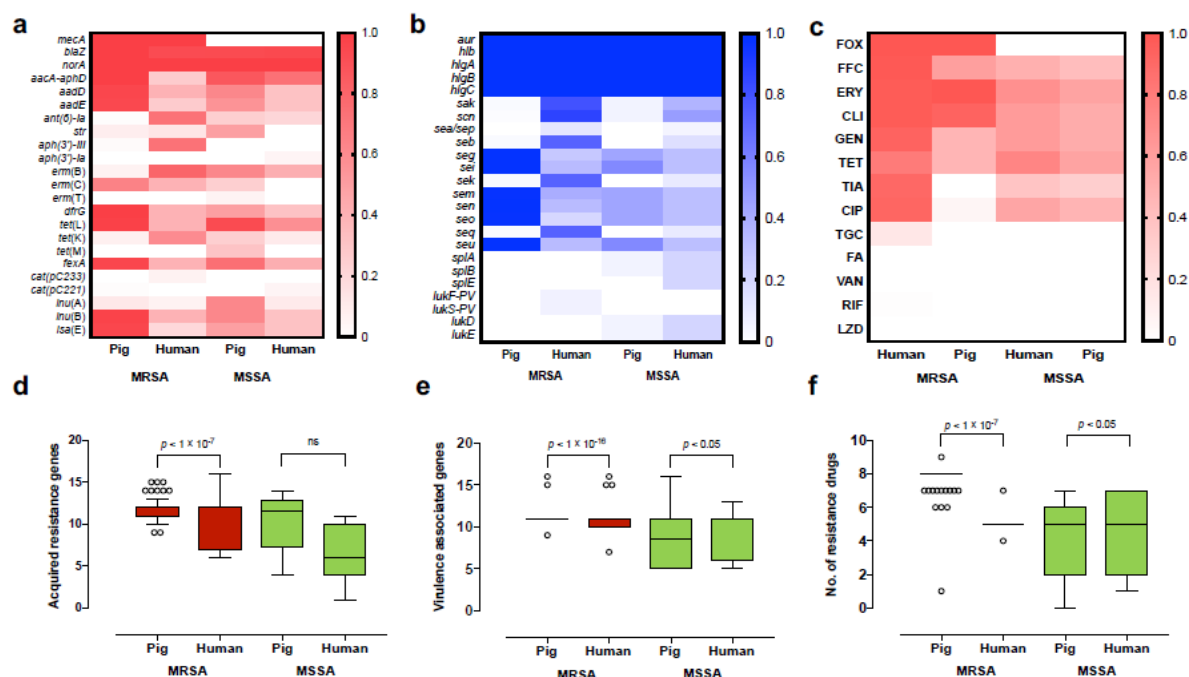 a
mecA
blaZ
norA
aacA-aphD
aadD
aadE
ant(6)-Ia
str
aph(3')-III
aph(3')-Ia
erm(B)
erm(C)
erm(T)
dfrG
tet(L)
tet(K)
tet(M)
fexA
cat(pC233)
cat(pC221)
lnu(A)
lnu(B)
lsa(E)
1.0
0.8
0.6
0.4
0.2
0
Pig Human Pig Human
MRSA MSSA
b
aur
hlb
hlgA
hlgB
hlgC
sak
scn
sea/sep
seb
seg
sei
sek
sem
sen
seo
seq
seu
splA
splB
splE
lukF-PV
lukS-PV
lukD
lukE
1.0
0.8
0.6
0.4
0.2
0
Pig Human Pig Human
MRSA MSSA
c
FOX
FFC
ERY
CLI
GEN
TET
TIA
CIP
TGC
FA
VAN
RIF
LZD
1.0
0.8
0.6
0.4
0.2
0
Human Pig Human Pig
MRSA MSSA
d
Acquired resistance genes
20
15
10
5
0
p < 1 × 10-7
ns
Pig Human Pig Human
MRSA MSSA
e
Virulence associated genes
20
15
10
5
0
p < 1 × 10-16
p < 0.05
Pig Human Pig Human
MRSA MSSA
f
No. of resistance drugs
10
8
6
4
2
0
p < 1 × 10-7
p < 0.05
Pig Human Pig Human
MRSA MSSA